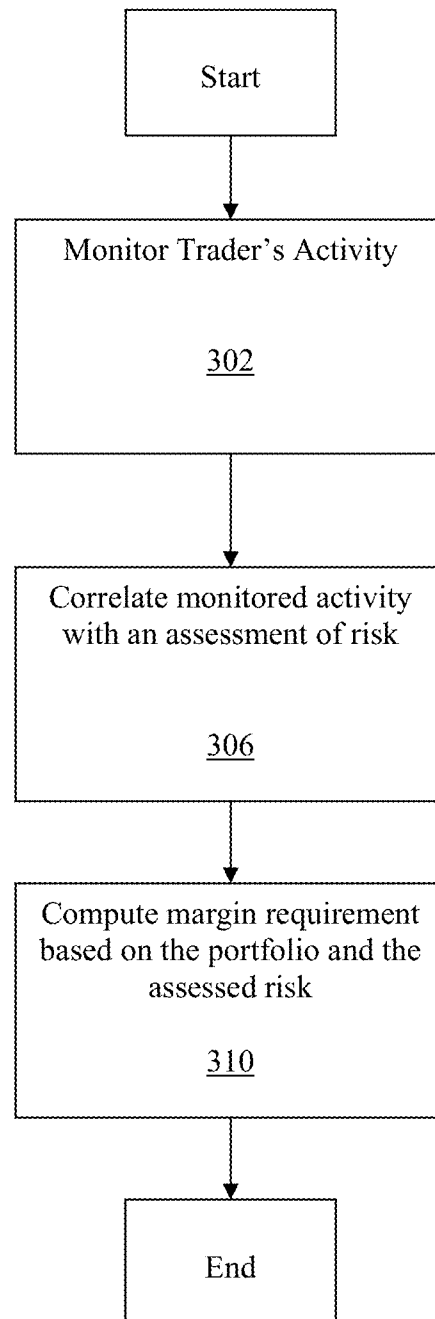 Start
Monitor Trader's Activity
302
Correlate monitored activity
with an assessment of risk
306
Compute margin requirement
based on the portfolio and the
assessed risk
310
End